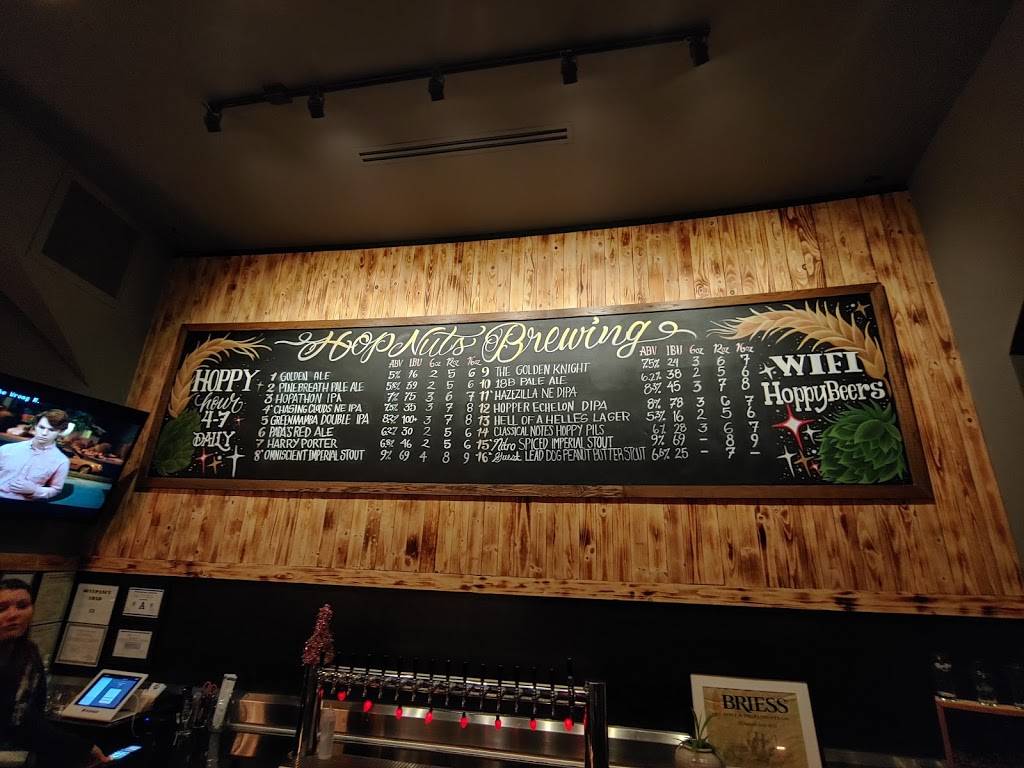 HopNuts Brewing
HOPPY
hour
4-7
DAILY
ABV IBU 6oz 12oz 16oz
1 GOLDEN ALE 5% 16 2 5 6
2 PINEBREATH PALE ALE 5.8% 59 2 5 6
3 HOPATHON IPA 7% 75 3 6 7
4 CHASING CLOUDS NE IPA 7.5% 35 3 7 8
5 GREENMAMBA DOUBLE IPA 8.3% 100+ 3 7 8
6 PADI'S RED ALE 6.2% 30 2 5 6
7 HARRY PORTER 6.8% 46 2 5 6
8 OMNISCIENT IMPERIAL STOUT 9% 69 4 8 9
ABV IBU 6oz 12oz 16oz
9 THE GOLDEN KNIGHT 7.5% 24 3 6 7
10 18B PALE ALE 6.2% 38 2 5 6
11 HAZEZILLA NE DIPA 8.3% 45 3 7 8
12 HOPPER ECHELON DIPA 8% 78 3 6 7
13 HELL OF A HELLES LAGER 5.3% 16 2 5 6
14 CLASSICAL NOTES HOPPY PILS 6% 28 3 6 7
15 Nitro SPICED IMPERIAL STOUT 9% 69 - 8 9
16 Guest LEAD DOG PEANUT BUTTER STOUT 6.6% 25 - 7 -
WIFI
HoppyBeers
BRIESS